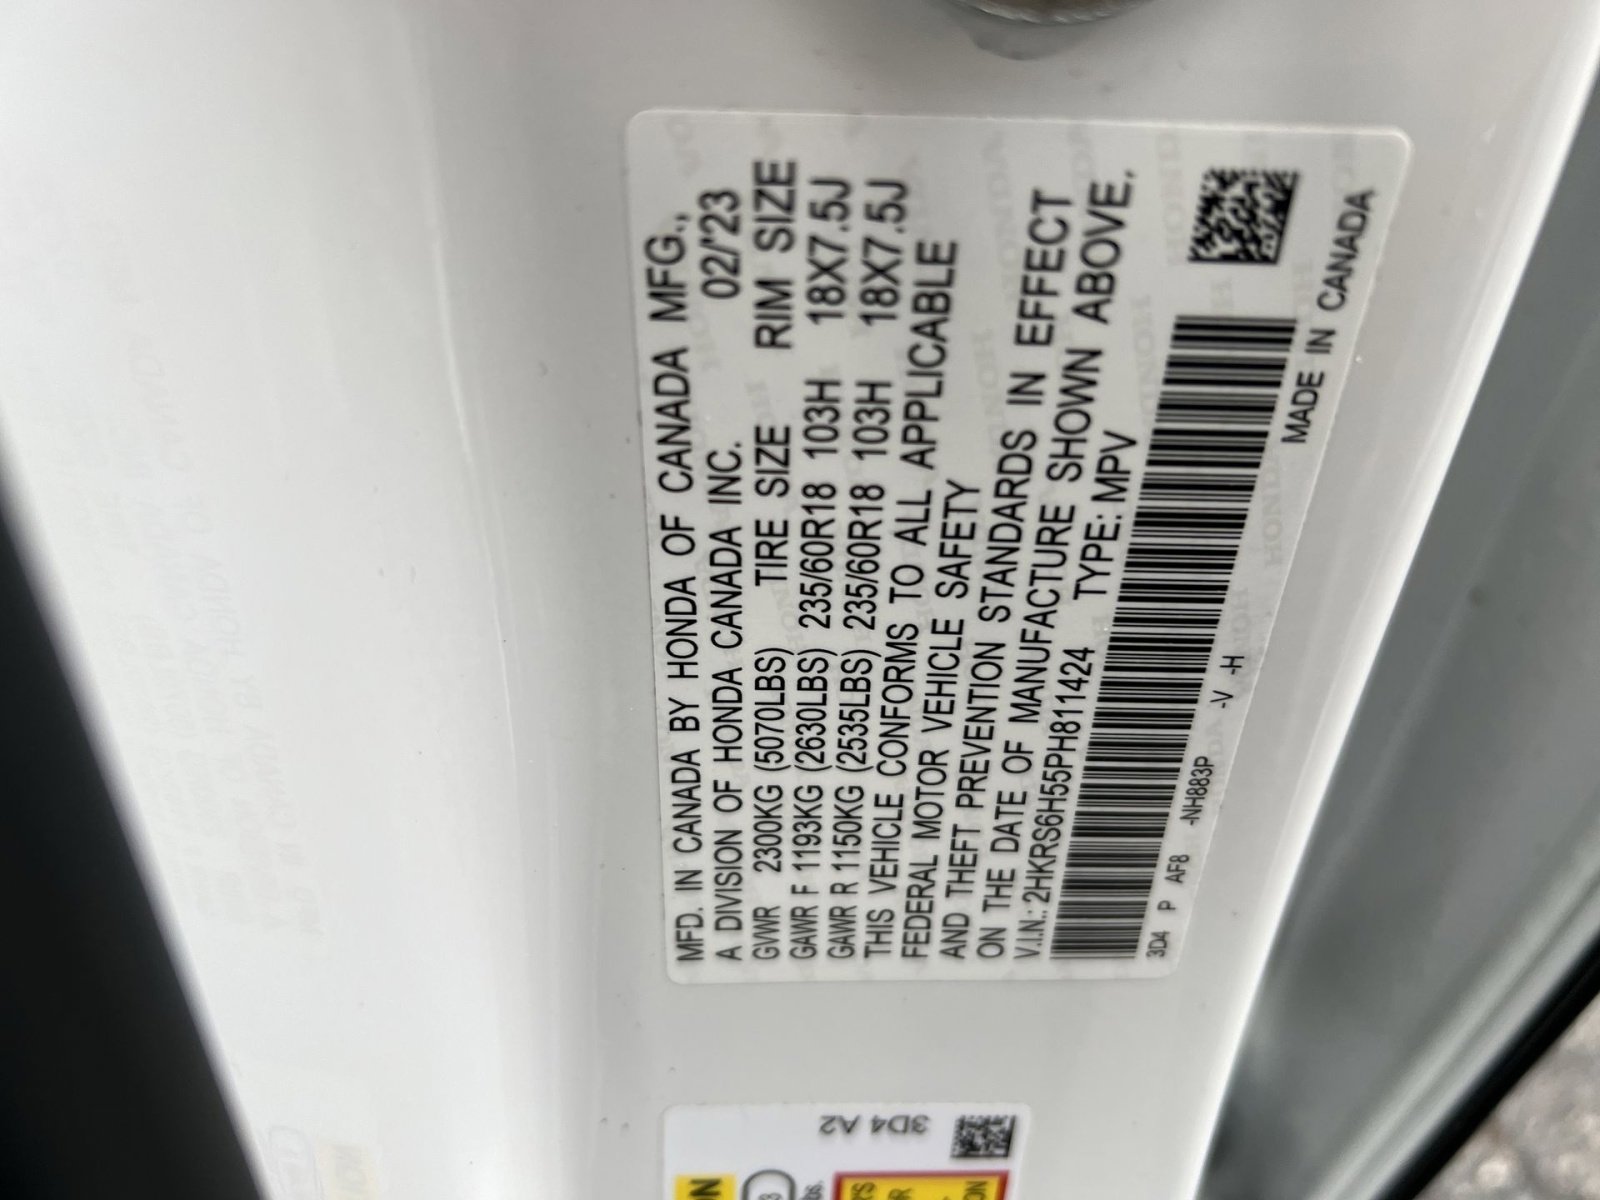 MFD. IN CANADA BY HONDA OF CANADA MFG.,
A DIVISION OF HONDA CANADA INC. 02/'23
GVWR 2300KG (5070LBS) TIRE SIZE RIM SIZE
GAWR F 1193KG (2630LBS) 235/60R18 103H 18X7.5J
GAWR R 1150KG (2535LBS) 235/60R18 103H 18X7.5J
THIS VEHICLE CONFORMS TO ALL APPLICABLE
FEDERAL MOTOR VEHICLE SAFETY
AND THEFT PREVENTION STANDARDS IN EFFECT
ON THE DATE OF MANUFACTURE SHOWN ABOVE.
V.I.N.: 2HKRS6H55PH811424 TYPE: MPV
3D4 P AF8 -NH883P -V -H
MADE IN CANADA
3D4 A2